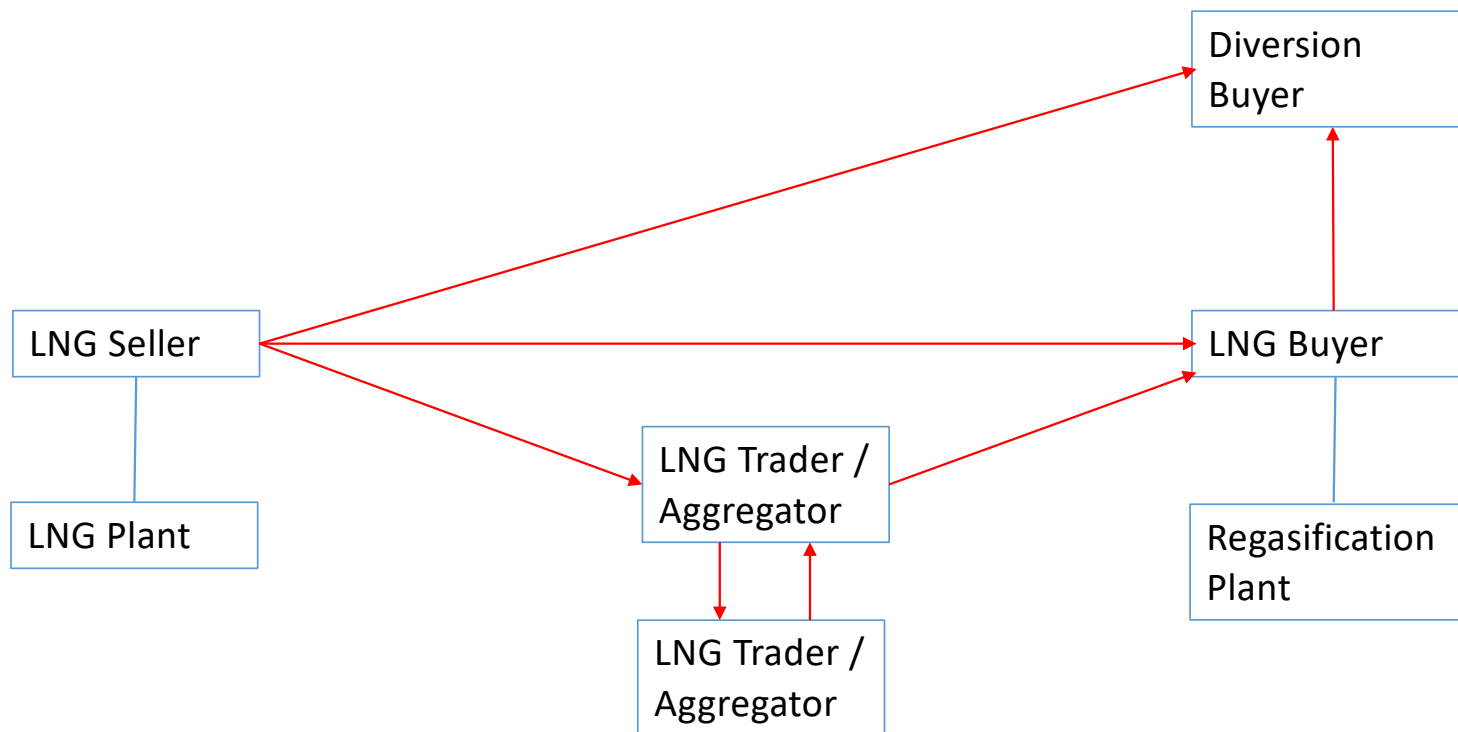 Diversion
Buyer
LNG Seller
LNG Buyer
LNG Trader /
Aggregator
LNG Plant
Regasification
Plant
LNG Trader /
Aggregator